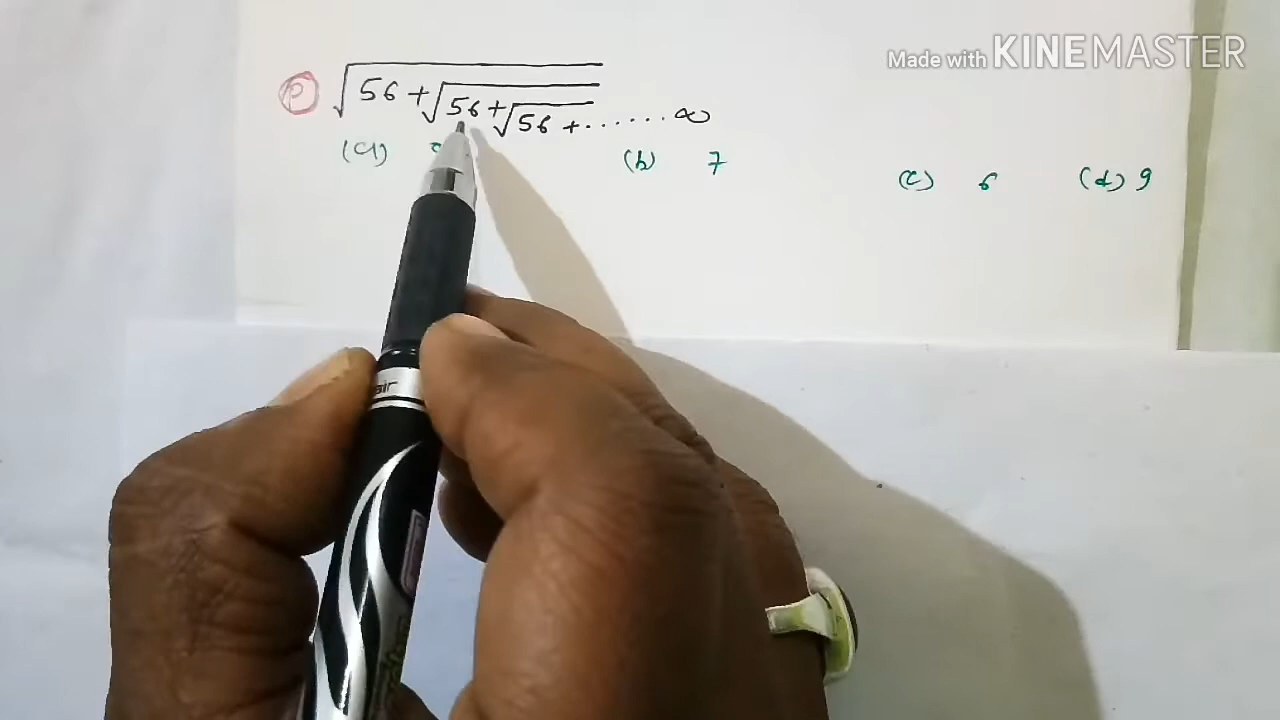 Made with KINEMASTER
(P) √56 + √56 + √56 + ....... ∞
(a) (b) 7 (c) 6 (d) 9